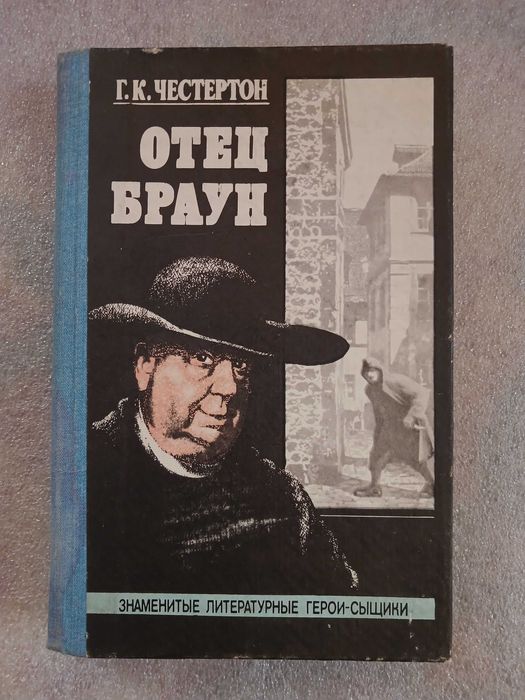 Г.К. ЧЕСТЕРТОН
ОТЕЦ
БРАУН
ЗНАМЕНИТЫЕ ЛИТЕРАТУРНЫЕ ГЕРОИ-СЫЩИКИ